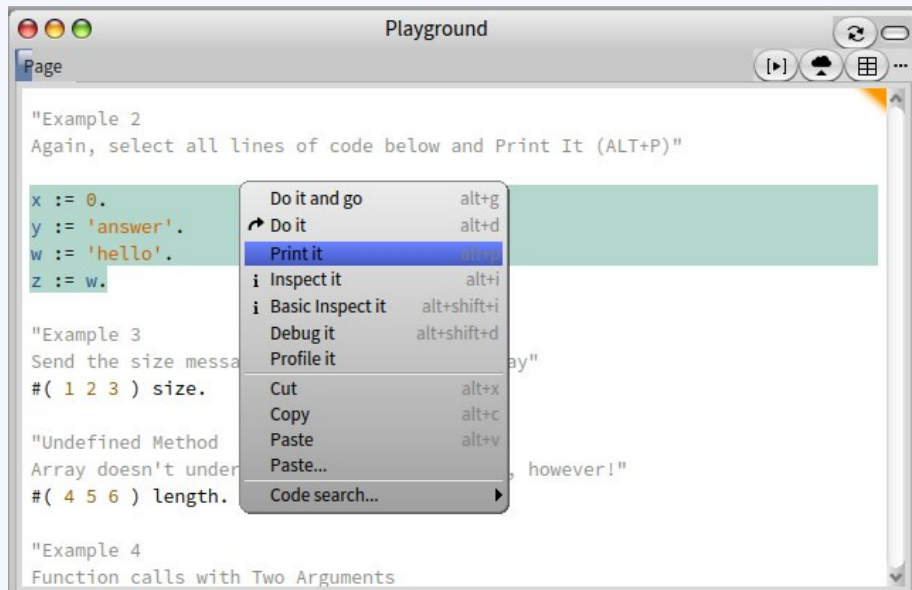 Playground
Page
"Example 2
Again, select all lines of code below and Print It (ALT+P)"
x := 0.
y := 'answer'.
w := 'hello'.
z := w.
"Example 3
Send the size messa ay"
#( 1 2 3 ) size.
"Undefined Method
Array doesn't under , however!"
#( 4 5 6 ) length.
"Example 4
Function calls with Two Arguments
Do it and go alt+g
Do it alt+d
Print it alt+p
i Inspect it alt+i
i Basic Inspect it alt+shift+i
Debug it alt+shift+d
Profile it
Cut alt+x
Copy alt+c
Paste alt+v
Paste...
Code search...